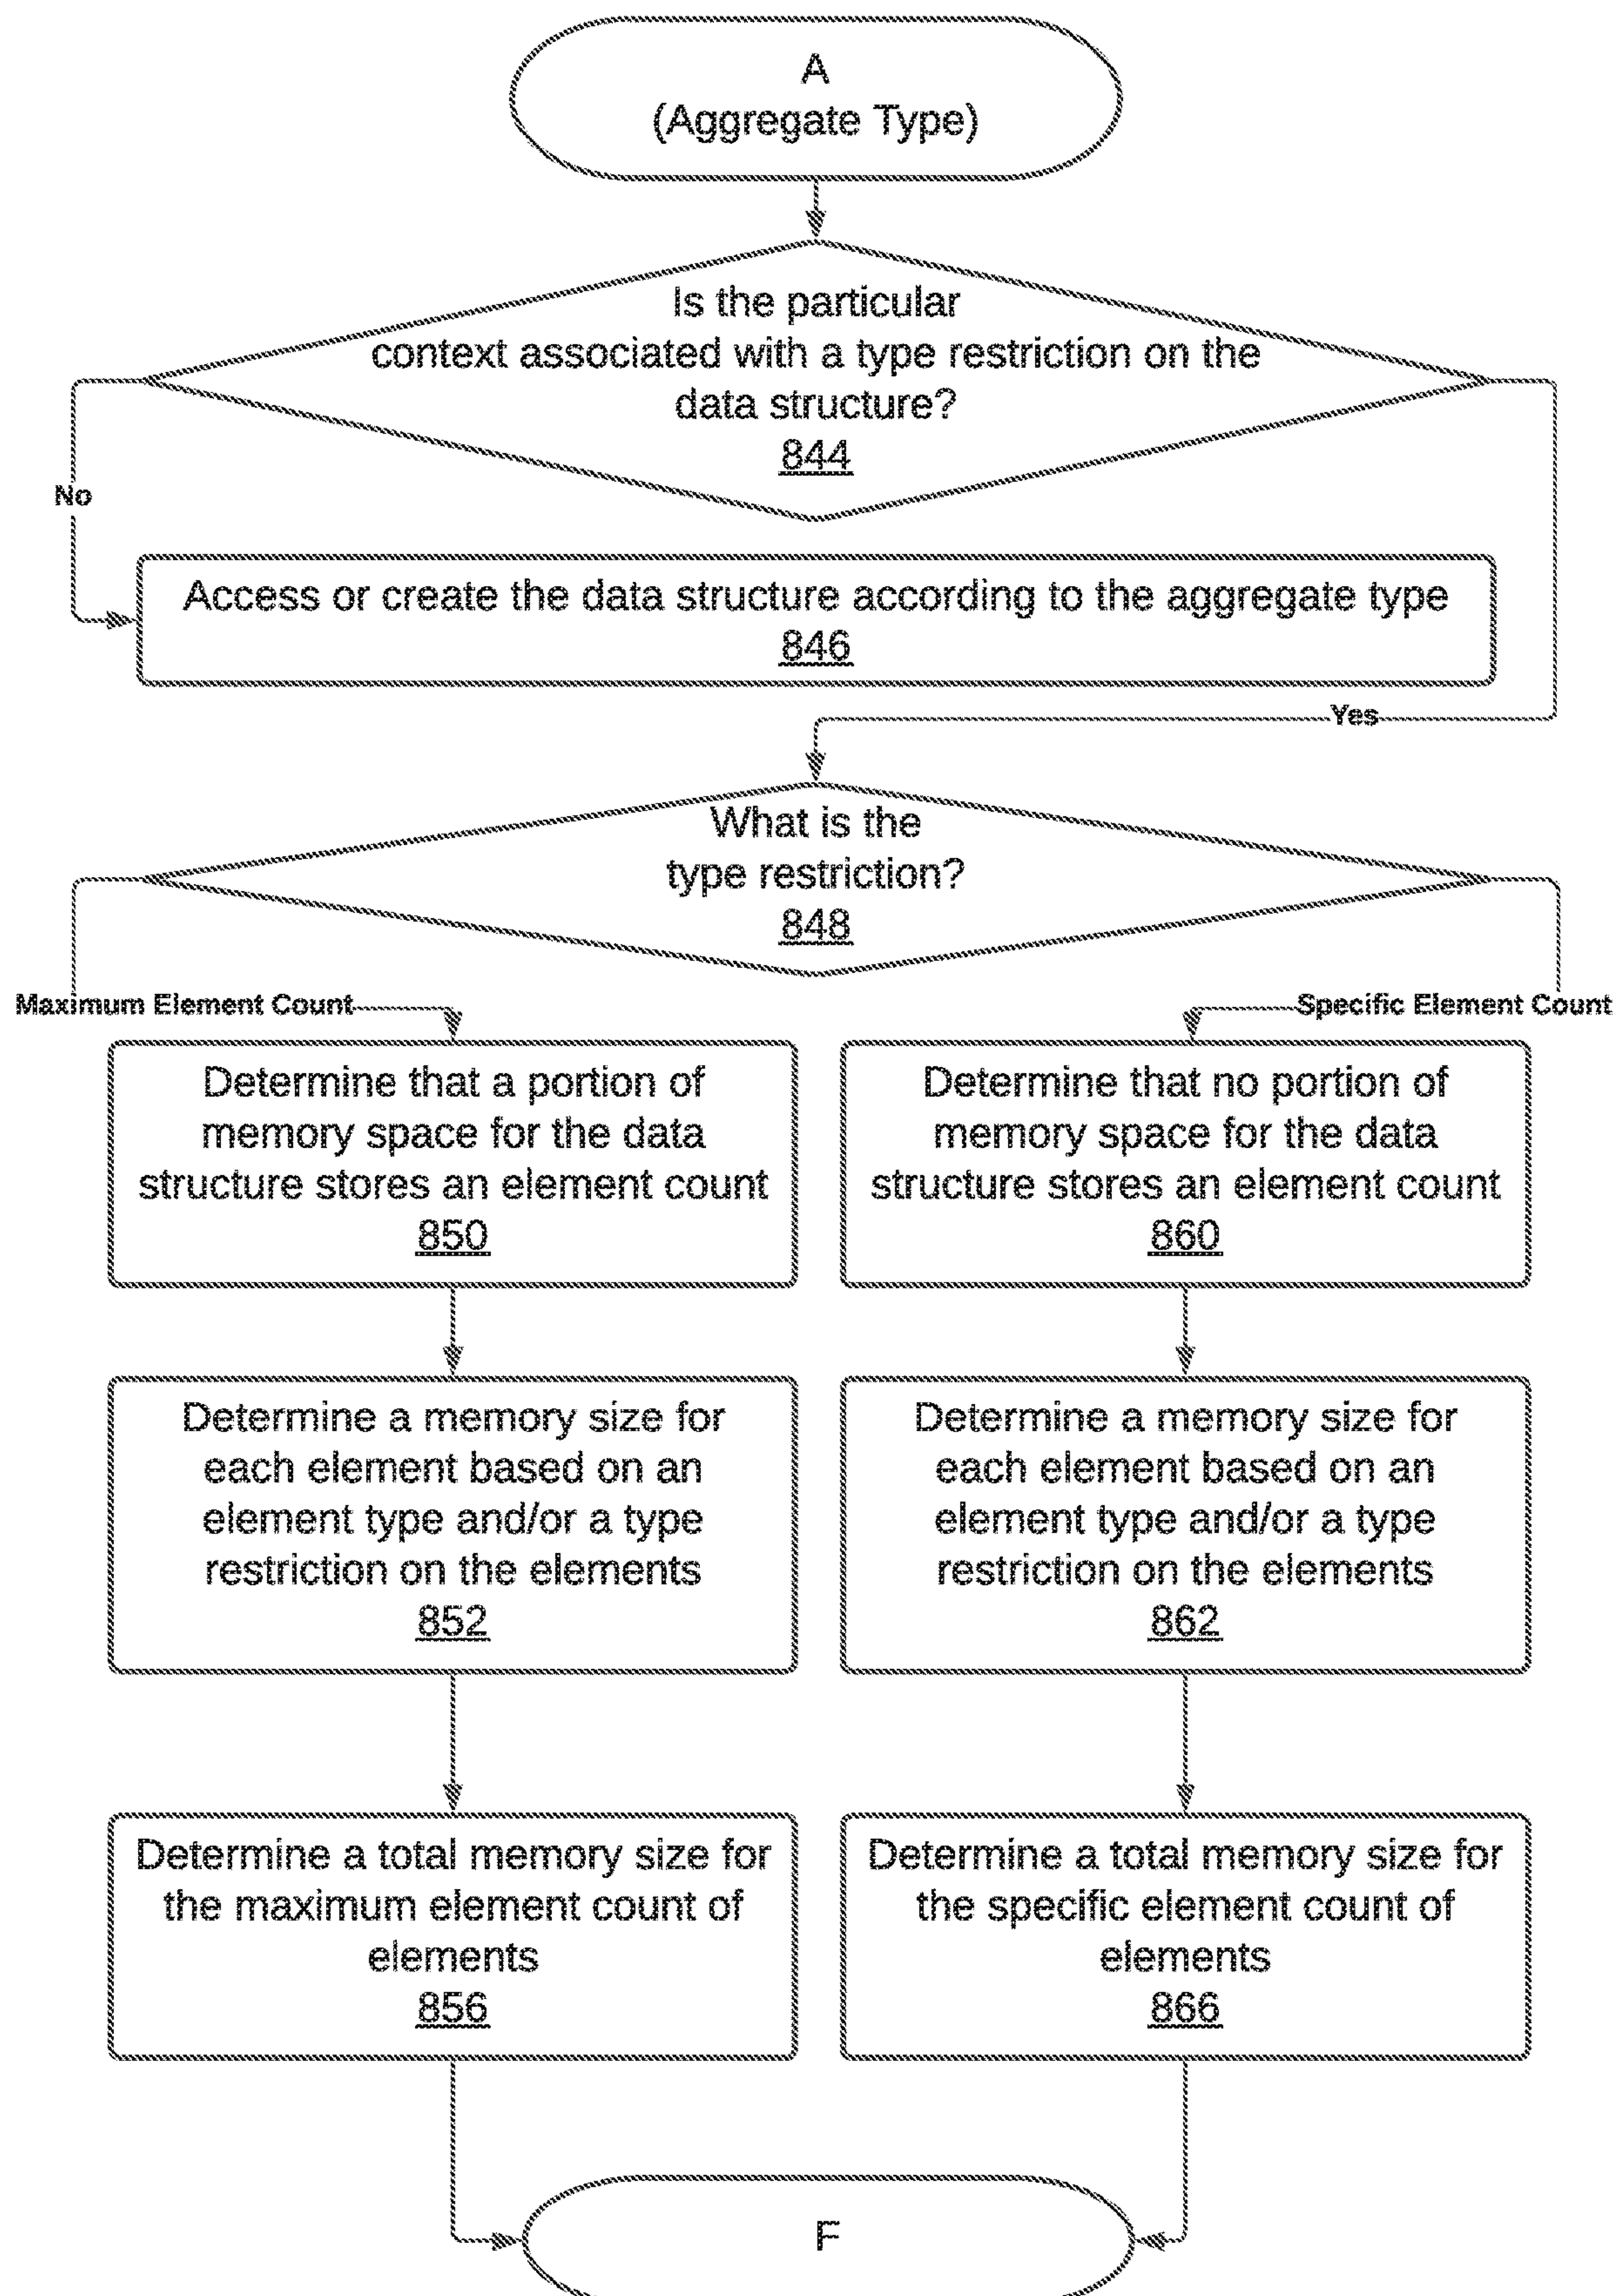 A
(Aggregate Type)
Is the particular
context associated with a type restriction on the
data structure?
844
No
Access or create the data structure according to the aggregate type
846
Yes
What is the
type restriction?
848
Maximum Element Count
Specific Element Count
Determine that a portion of
memory space for the data
structure stores an element count
850
Determine that no portion of
memory space for the data
structure stores an element count
860
Determine a memory size for
each element based on an
element type and/or a type
restriction on the elements
852
Determine a memory size for
each element based on an
element type and/or a type
restriction on the elements
862
Determine a total memory size for
the maximum element count of
elements
856
Determine a total memory size for
the specific element count of
elements
866
F